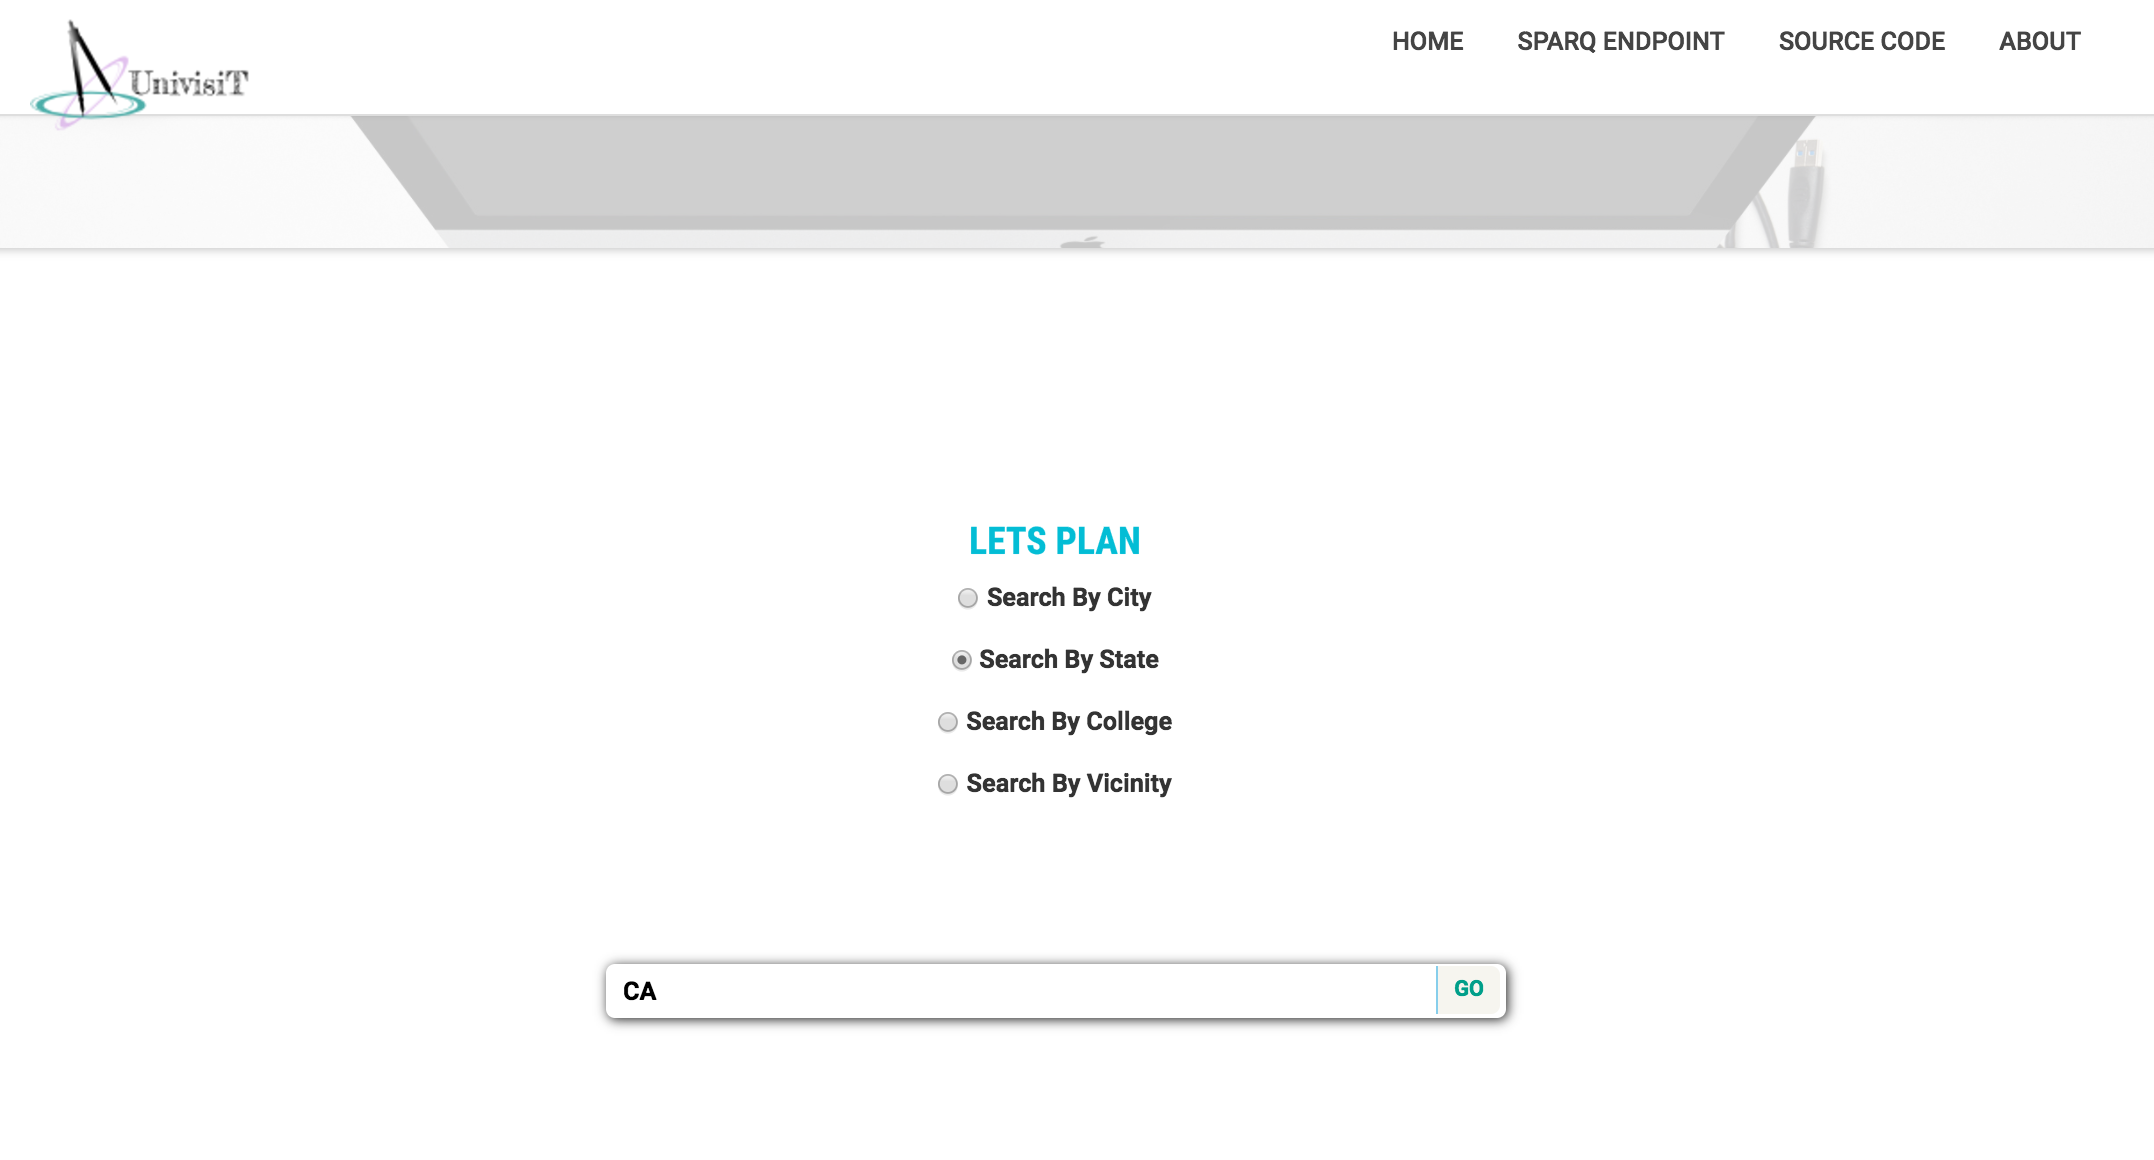 UnivisiT
HOME SPARQ ENDPOINT SOURCE CODE ABOUT
LETS PLAN
Search By City
Search By State
Search By College
Search By Vicinity
CA GO